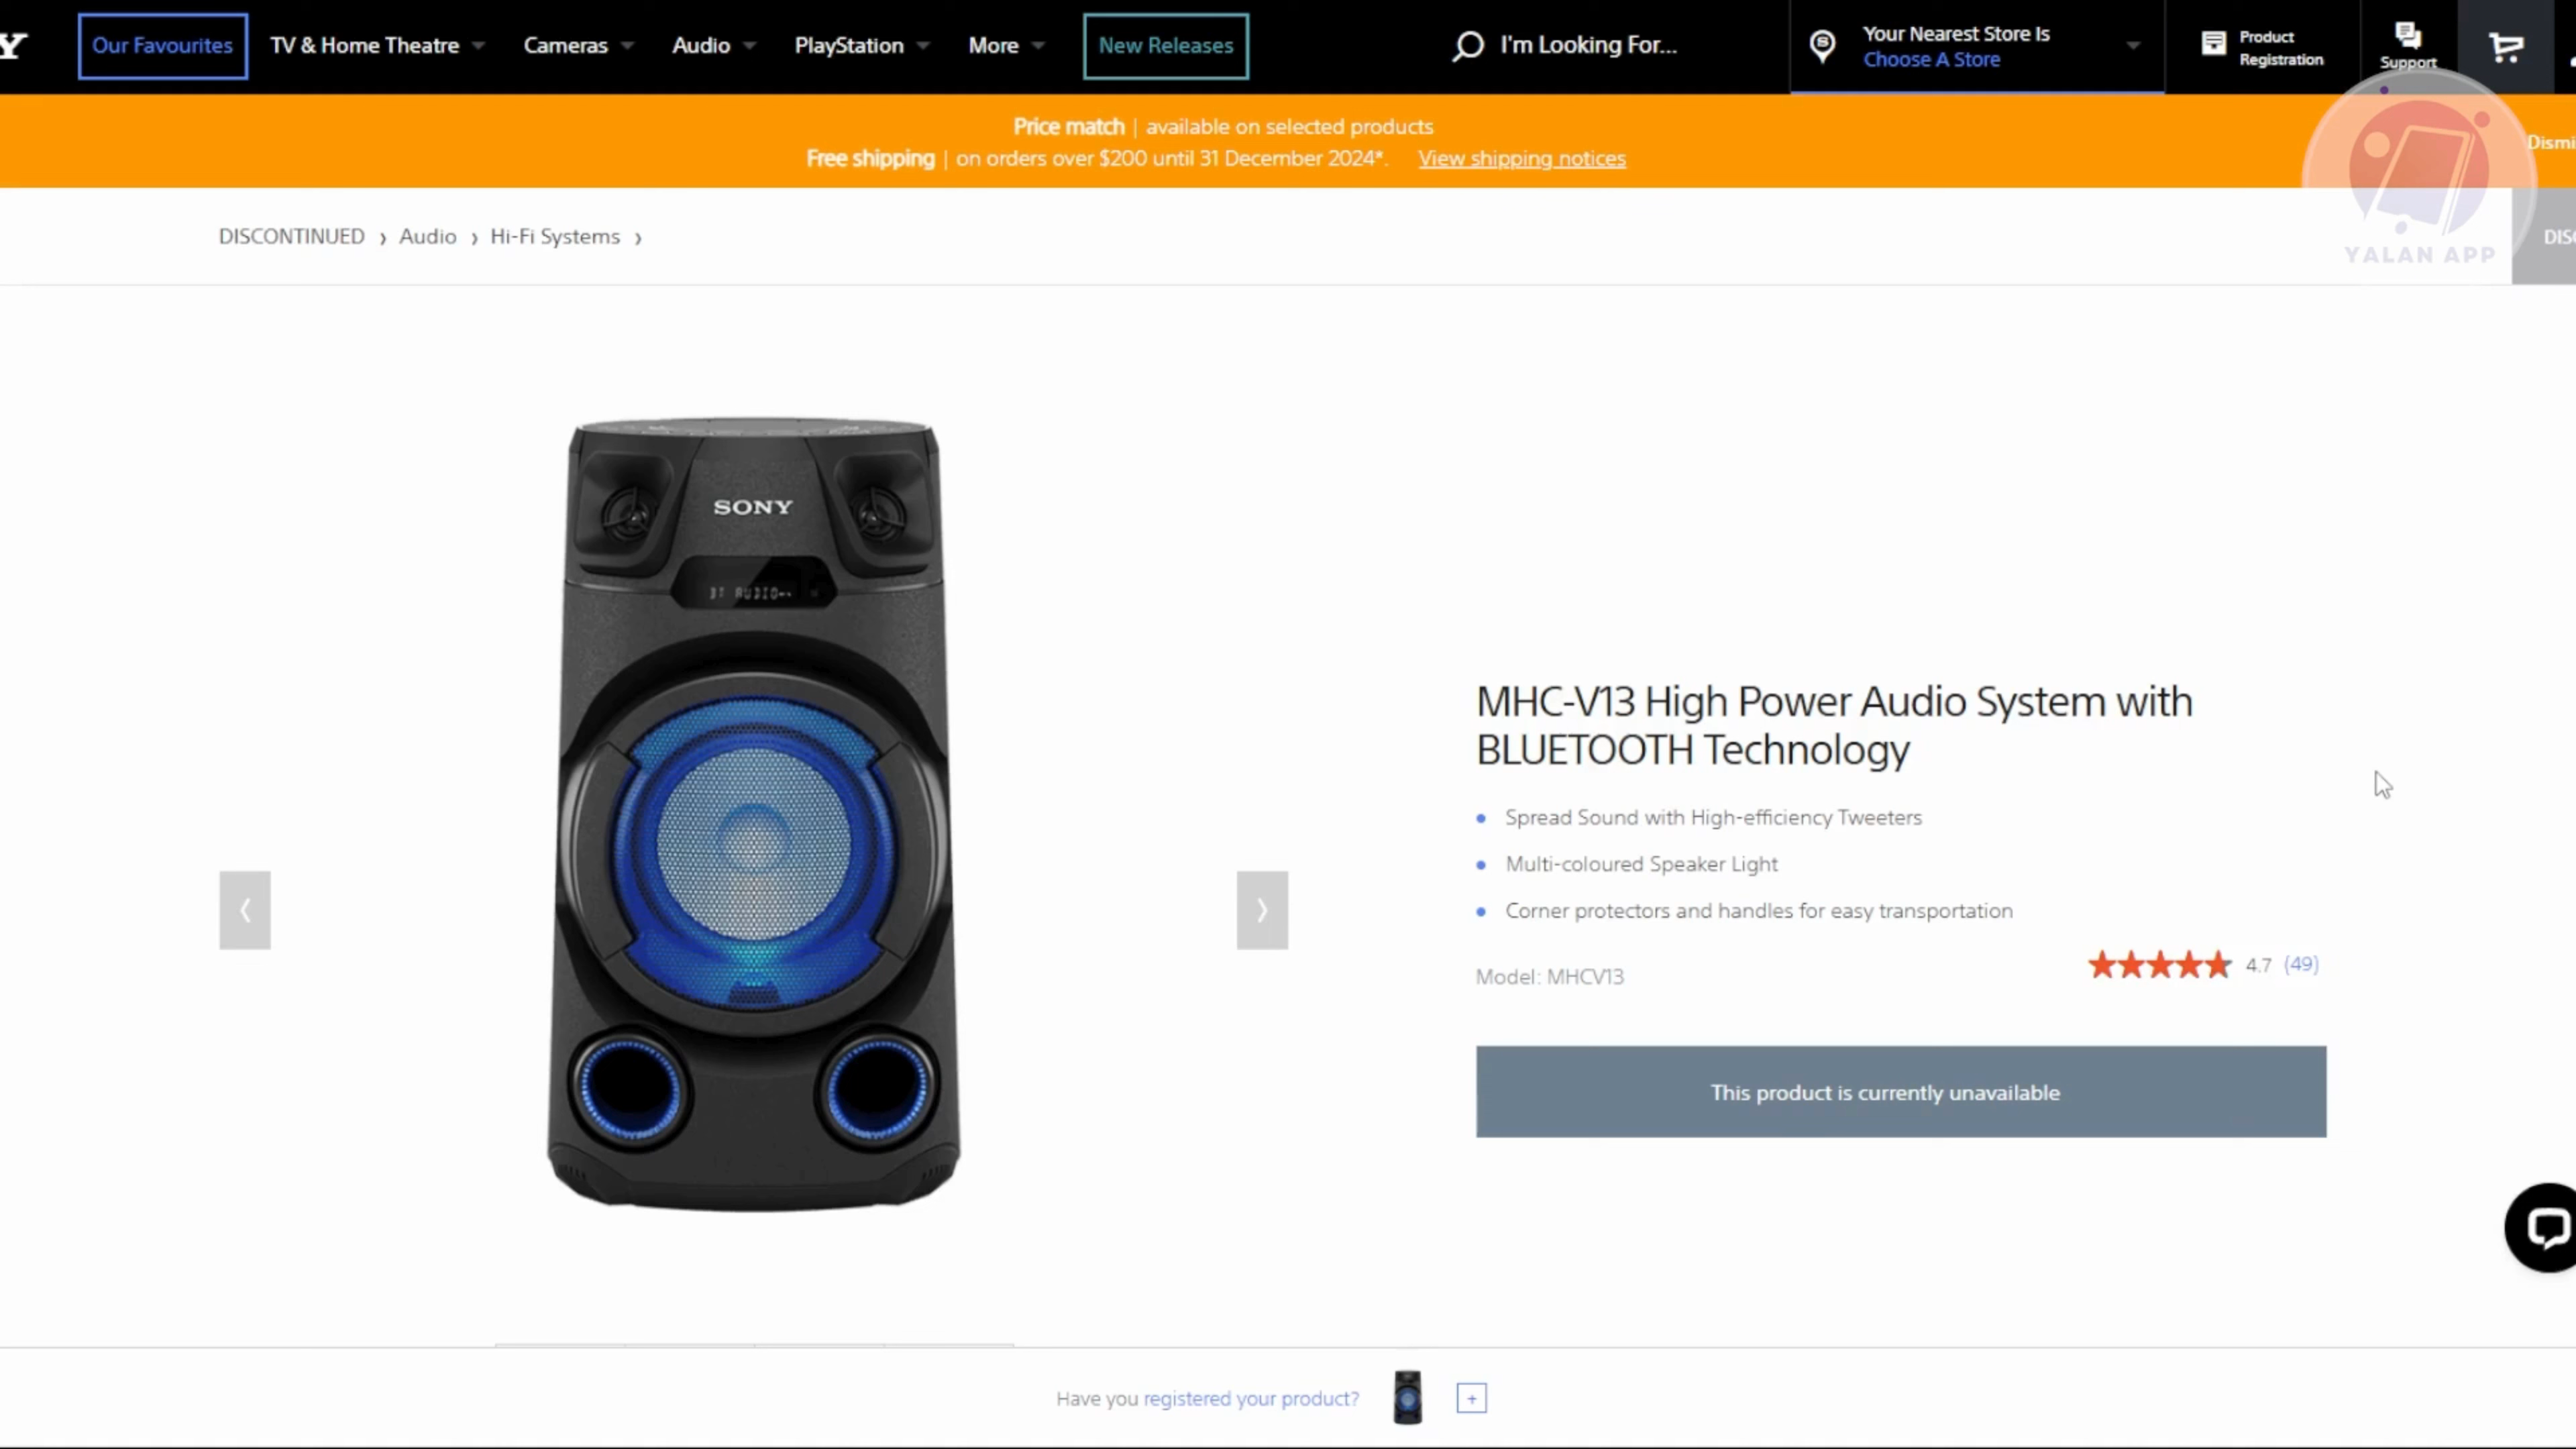 Our Favourites
TV & Home Theatre
Cameras
Audio
PlayStation
More
New Releases
I'm Looking For...
Your Nearest Store Is
Choose A Store
Product
Registration
Support
Price match | available on selected products
Free shipping | on orders over $200 until 31 December 2024*. View shipping notices
DISCONTINUED › Audio › Hi-Fi Systems ›
YALAN APP
SONY
BT AUDIO
MHC-V13 High Power Audio System with
BLUETOOTH Technology
Spread Sound with High-efficiency Tweeters
Multi-coloured Speaker Light
Corner protectors and handles for easy transportation
Model: MHCV13
4.7 (49)
This product is currently unavailable
Have you registered your product?
+